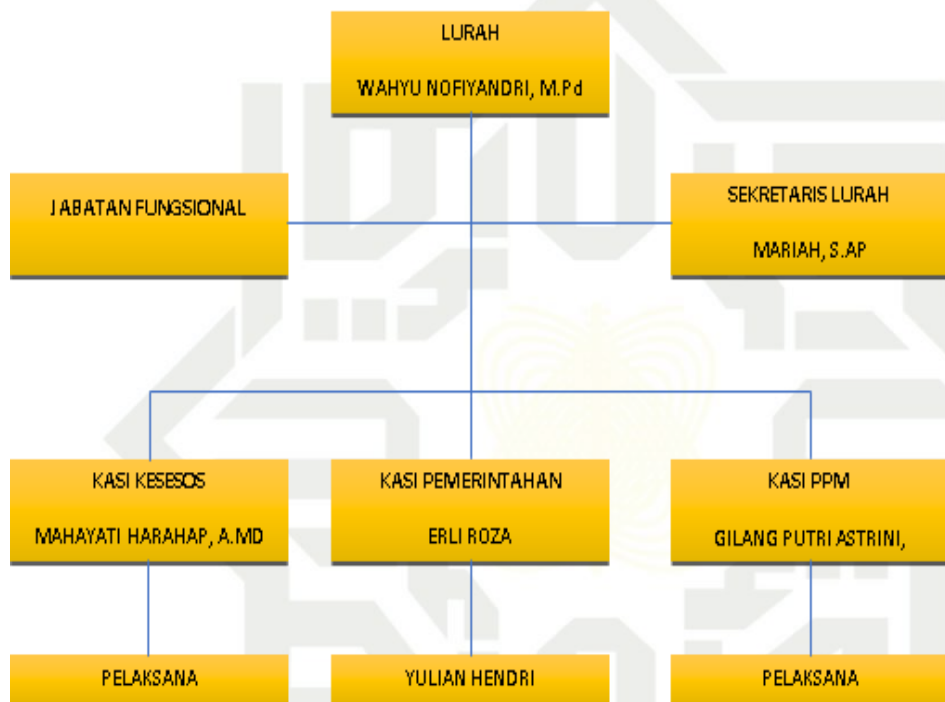 LURAH
WAHYU NOFIYANDRI, M.Pd
JABATAN FUNGSIONAL
SEKRETARIS LURAH
MARIAH, S.AP
KASI KESESOS
MAHAYATI HARAHAP, A.MD
KASI PEMERINTAHAN
ERLI ROZA
KASI PPM
GILANG PUTRI ASTRINI,
PELAKSANA
YULIAN HENDRI
PELAKSANA